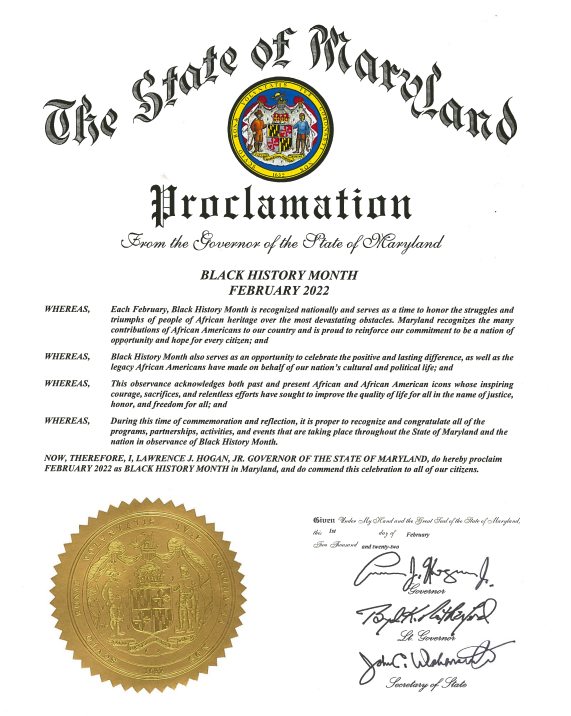 The State of Maryland
Proclamation
From the Governor of the State of Maryland
BLACK HISTORY MONTH
FEBRUARY 2022
WHEREAS, Each February, Black History Month is recognized nationally and serves as a time to honor the struggles and
triumphs of people of African heritage over the most devastating obstacles. Maryland recognizes the many
contributions of African Americans to our country and is proud to reinforce our commitment to be a nation of
opportunity and hope for every citizen; and
WHEREAS, Black History Month also serves as an opportunity to celebrate the positive and lasting difference, as well as the
legacy African Americans have made on behalf of our nation's cultural and political life; and
WHEREAS, This observance acknowledges both past and present African and African American icons whose inspiring
courage, sacrifices, and relentless efforts have sought to improve the quality of life for all in the name of justice,
honor, and freedom for all; and
WHEREAS, During this time of commemoration and reflection, it is proper to recognize and congratulate all of the
programs, partnerships, activities, and events that are taking place throughout the State of Maryland and the
nation in observance of Black History Month.
NOW, THEREFORE, I, LAWRENCE J. HOGAN, JR. GOVERNOR OF THE STATE OF MARYLAND, do hereby proclaim
FEBRUARY 2022 as BLACK HISTORY MONTH in Maryland, and do commend this celebration to all of our citizens.
Given Under My Hand and the Great Seal of the State of Maryland,
this 1st day of February
Two Thousand and twenty-two
Governor
Lt. Governor
Secretary of State